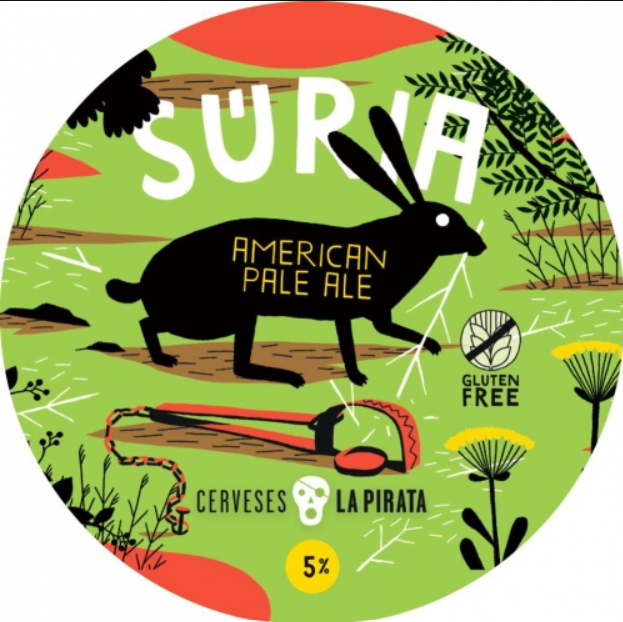 SÚRIA
AMERICAN
PALE ALE
GLUTEN
FREE
CERVESES LA PIRATA
5%